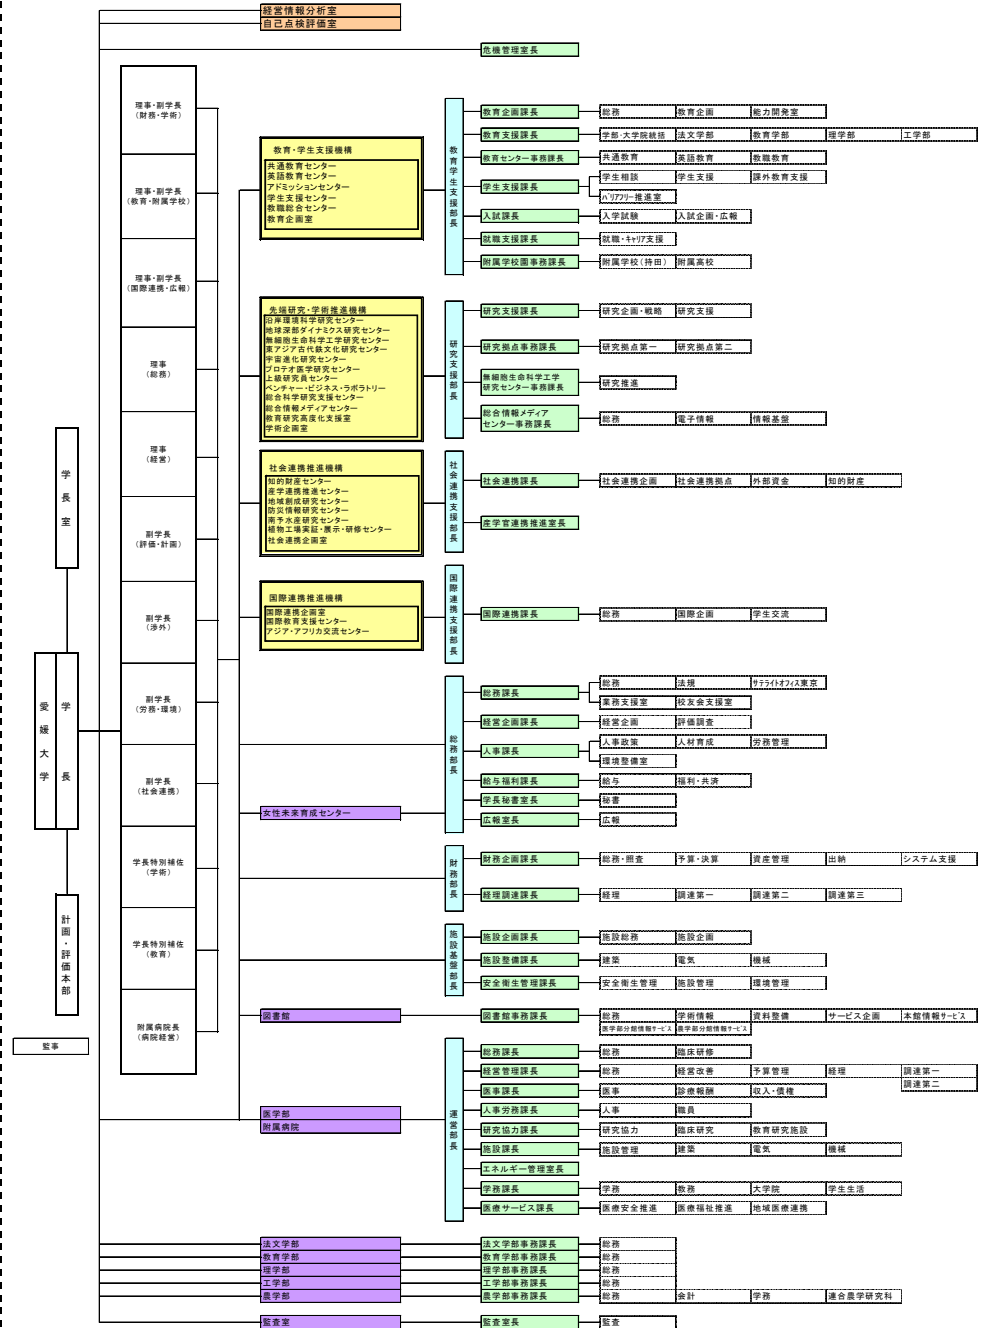 経営情報分析室
自己点検評価室
危機管理室長
理事・副学長
(財務・学術)
理事・副学長
(教育・附属学校)
理事・副学長
(国際連携・広報)
理事
(総務)
理事
(経営)
副学長
(評価・計画)
副学長
(渉外)
副学長
(労務・環境)
副学長
(社会連携)
学長特別補佐
(学術)
学長特別補佐
(教育)
附属病院長
(病院経営)
学長室
愛媛大学
学長
計画・評価本部
監事
教育・学生支援機構
共通教育センター
英語教育センター
アドミッションセンター
学生支援センター
教職総合センター
教育企画室
教育学生支援部長
教育企画課長 総務 教育企画 能力開発室
教育支援課長 学部・大学院統括 法文学部 教育学部 理学部 工学部
教育センター事務課長 共通教育 英語教育 教職教育
学生支援課長 学生相談 学生支援 課外教育支援
バリアフリー推進室
入試課長 入学試験 入試企画・広報
就職支援課長 就職・キャリア支援
附属学校園事務課長 附属学校(持田) 附属高校
先端研究・学術推進機構
沿岸環境科学研究センター
地球深部ダイナミクス研究センター
無細胞生命科学工学研究センター
東アジア古代鉄文化研究センター
宇宙進化研究センター
プロテオ医学研究センター
上級研究員センター
ベンチャー・ビジネス・ラボラトリー
総合科学研究支援センター
総合情報メディアセンター
教育研究高度化支援室
学術企画室
研究支援部長
研究支援課長 研究企画・戦略 研究支援
研究拠点事務課長 研究拠点第一 研究拠点第二
無細胞生命科学工学
研究センター事務課長 研究推進
総合情報メディア
センター事務課長 総務 電子情報 情報基盤
社会連携推進機構
知的財産センター
産学連携推進センター
地域創成研究センター
防災情報研究センター
南予水産研究センター
植物工場実証・展示・研修センター
社会連携企画室
社会連携支援部長
社会連携課長 社会連携企画 社会連携拠点 外部資金 知的財産
産学官連携推進室長
国際連携推進機構
国際連携企画室
国際教育支援センター
アジア・アフリカ交流センター
国際連携支援部長
国際連携課長 総務 国際企画 学生交流
総務部長
総務課長 総務 法規 サテライトオフィス東京
業務支援室 校友会支援室
経営企画課長 経営企画 評価調査
人事課長 人事政策 人材育成 労務管理
環境整備室
給与福利課長 給与 福利・共済
学長秘書室長 秘書
女性未来育成センター
広報室長 広報
財務部長
財務企画課長 総務・照査 予算・決算 資産管理 出納 システム支援
経理調達課長 経理 調達第一 調達第二 調達第三
施設基盤部長
施設企画課長 施設総務 施設企画
施設整備課長 建築 電気 機械
安全衛生管理課長 安全衛生管理 施設管理 環境管理
図書館 図書館事務課長 総務 学術情報 資料整備 サービス企画 本館情報サービス
医学部分館情報サービス 農学部分館情報サービス
医学部
附属病院
運営部長
総務課長 総務 臨床研修
経営管理課長 総務 経営改善 予算管理 経理 調達第一
調達第二
医事課長 医事 診療報酬 収入・債権
人事労務課長 人事 職員
研究協力課長 研究協力 臨床研究 教育研究施設
施設課長 施設管理 建築 電気 機械
エネルギー管理室長
学務課長 学務 教務 大学院 学生生活
医療サービス課長 医療安全推進 医療福祉推進 地域医療連携
法文学部 法文学部事務課長 総務
教育学部 教育学部事務課長 総務
理学部 理学部事務課長 総務
工学部 工学部事務課長 総務
農学部 農学部事務課長 総務 会計 学務 連合農学研究科
監査室 監査室長 監査